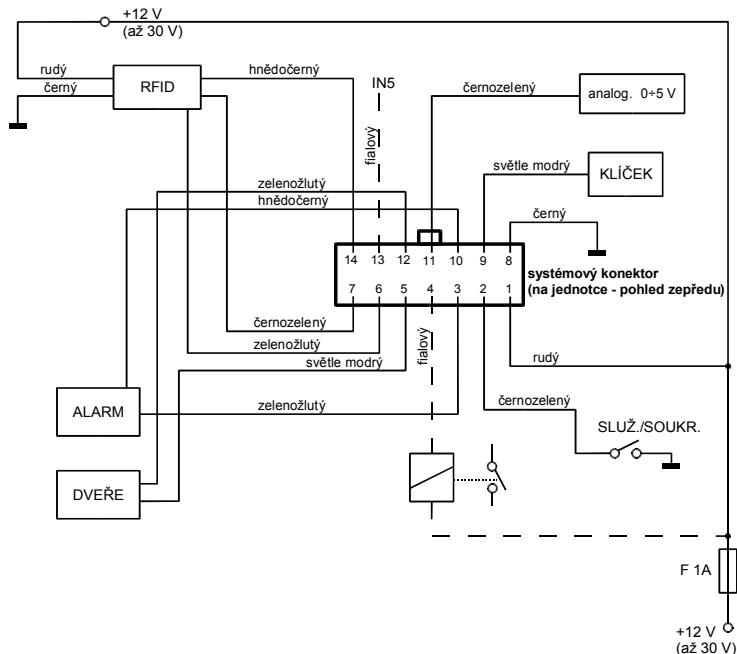 +12 V
(až 30 V)
rudý
černý
RFID
hnědočerný
IN5
fialový
černozelený
analog. 0÷5 V
světle modrý
KLÍČEK
zelenožlutý
hnědočerný
černý
14 13 12 11 10 9 8
7 6 5 4 3 2 1
systémový konektor
(na jednotce - pohled zepředu)
černozelený
zelenožlutý
světle modrý
fialový
rudý
ALARM
zelenožlutý
černozelený
SLUŽ./SOUKR.
DVEŘE
F 1A
+12 V
(až 30 V)